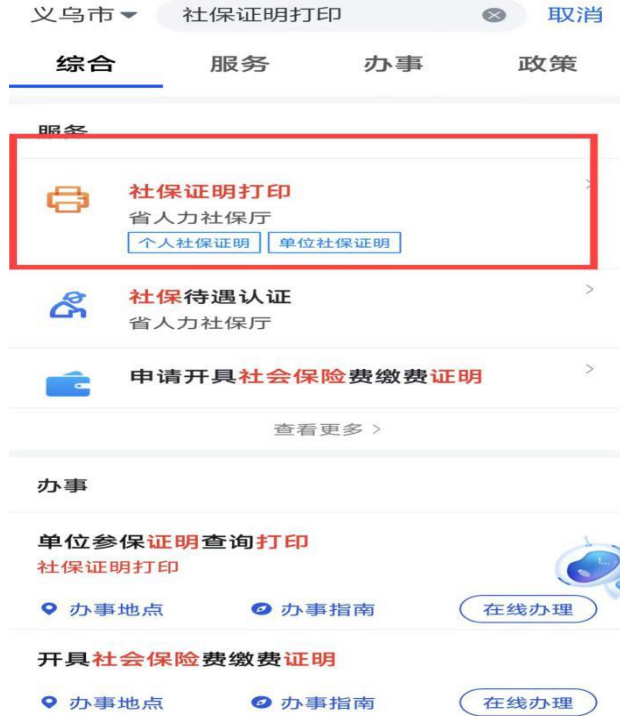 义乌市 社保证明打印 取消
综合 服务 办事 政策
服务
社保证明打印
省人力社保厅
个人社保证明 单位社保证明
社保待遇认证
省人力社保厅
申请开具社会保险费缴费证明
查看更多
办事
单位参保证明查询打印
社保证明打印
办事地点 办事指南 在线办理
开具社会保险费缴费证明
办事地点 办事指南 在线办理